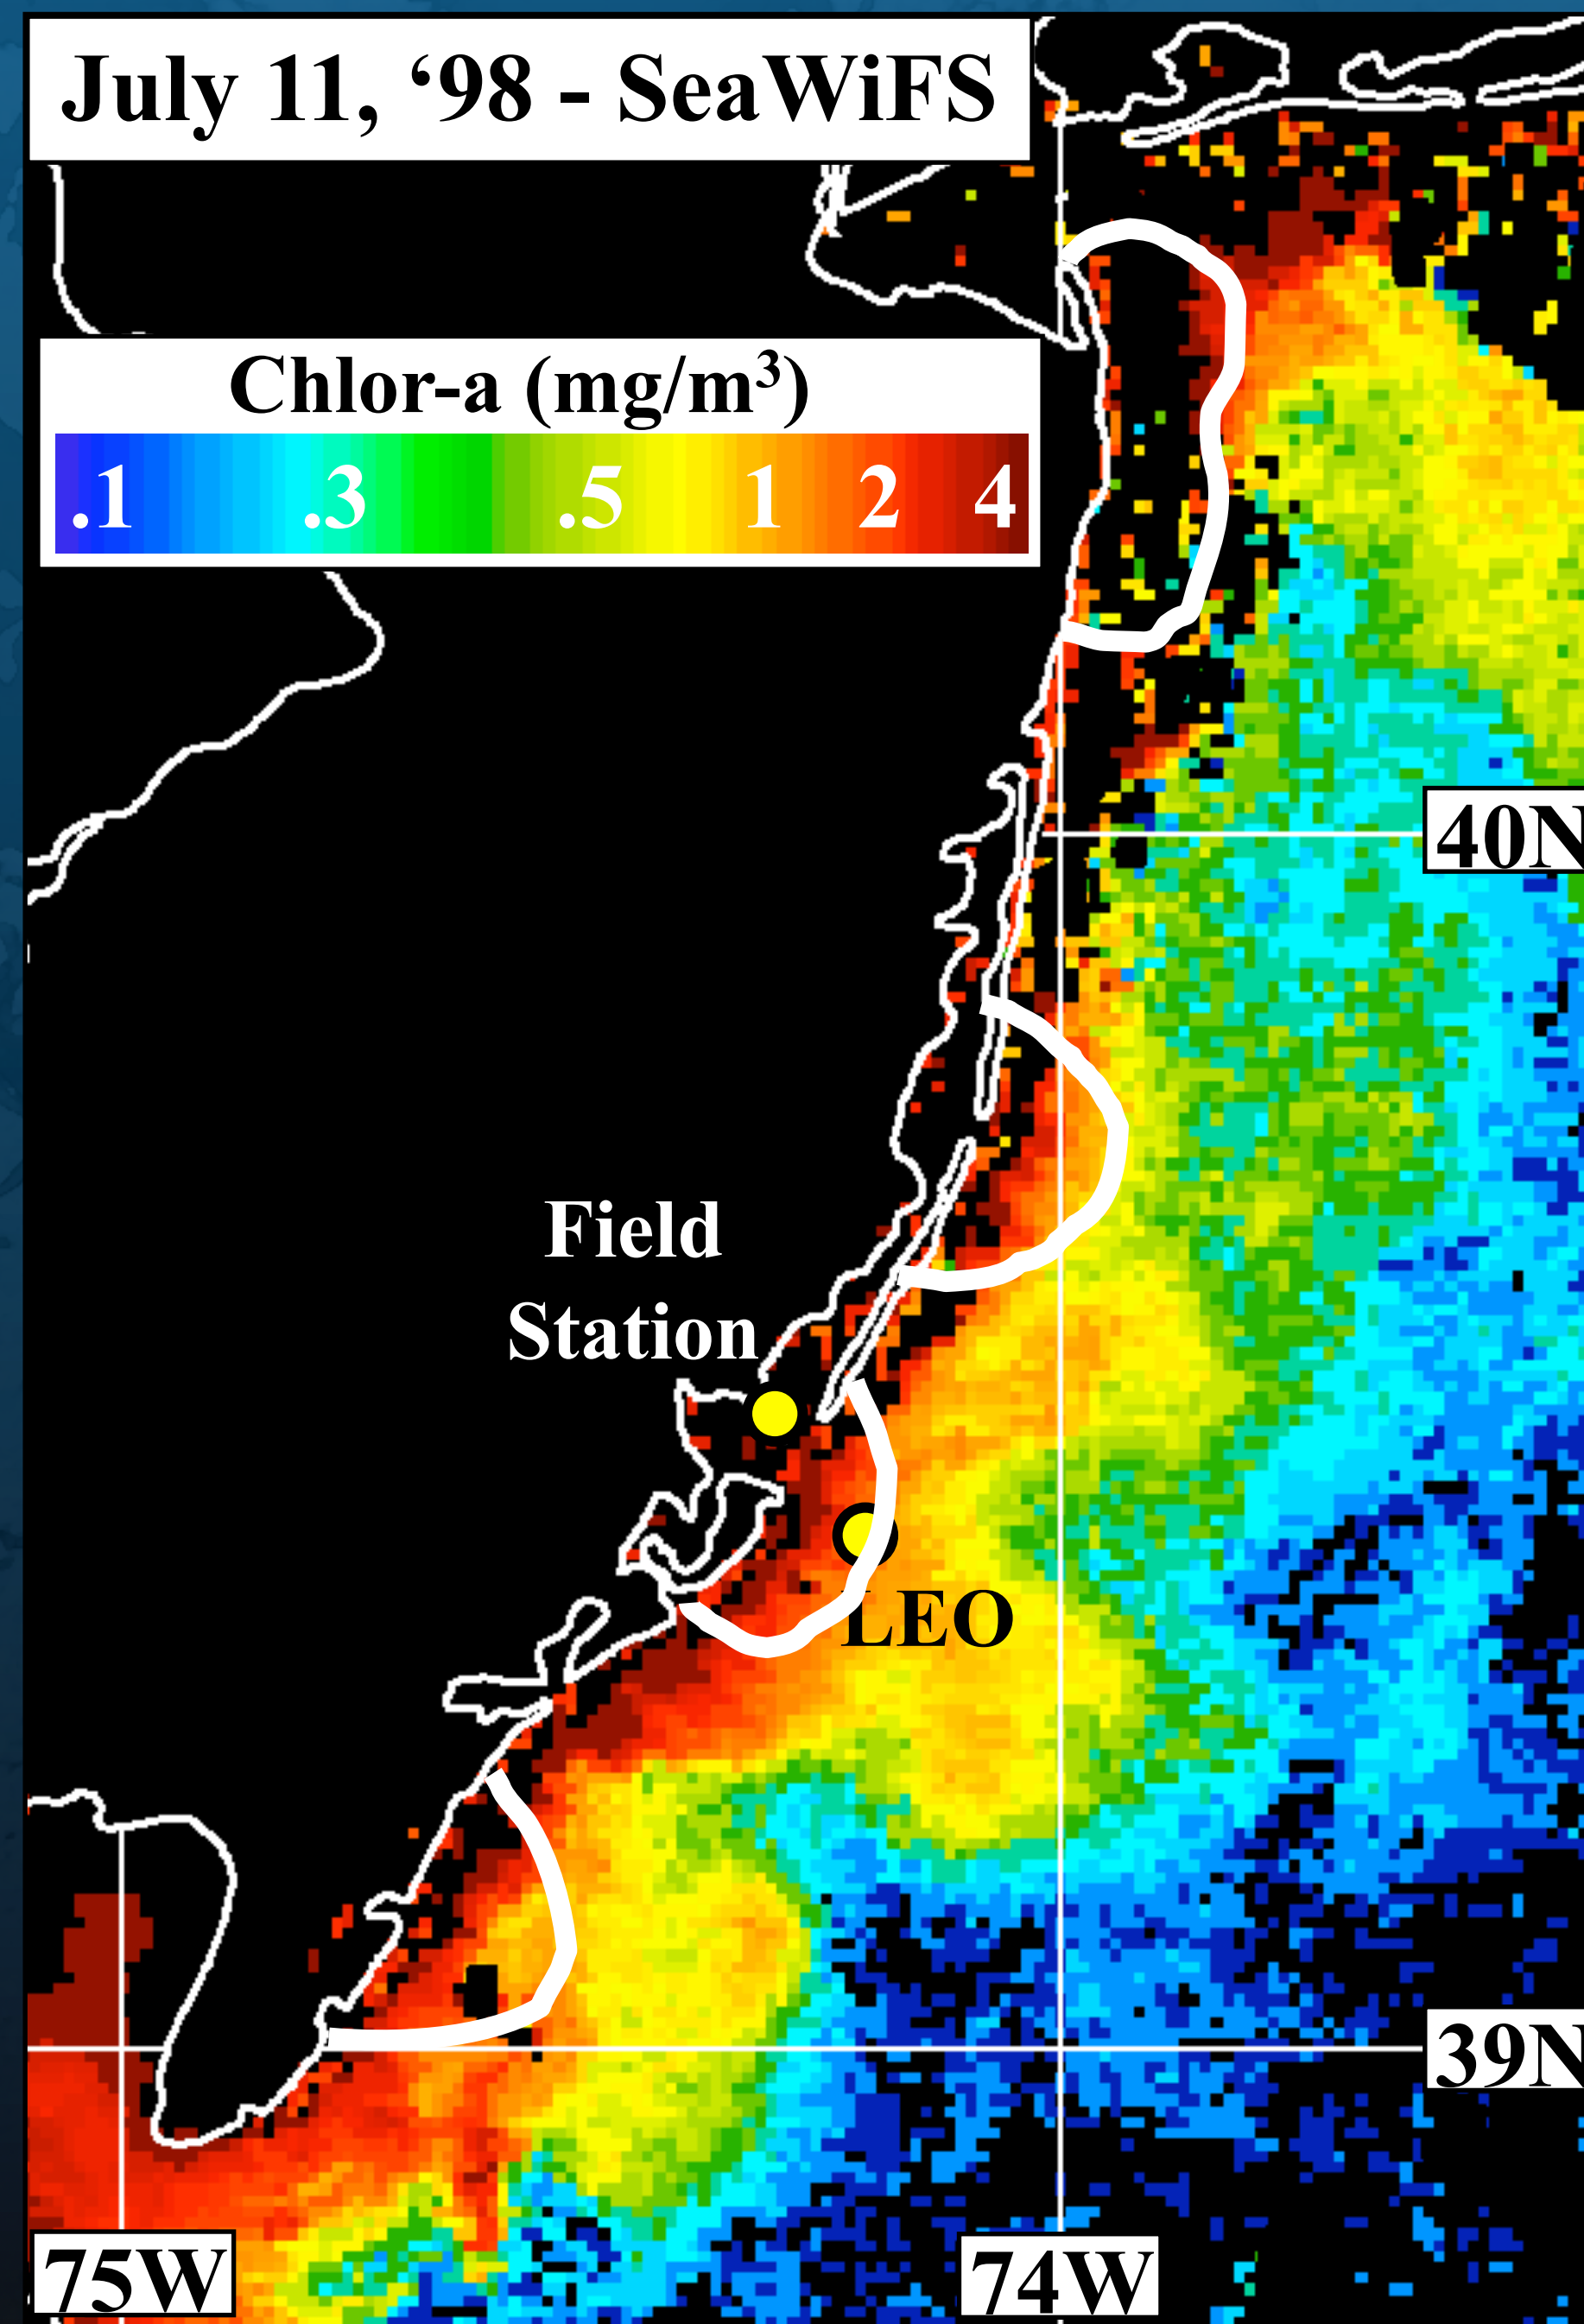 July 11, ‘98 - SeaWiFS
Chlor-a (mg/m³)
.1 .3 .5 1 2 4
40N
Field
Station
LEO
39N
75W
74W